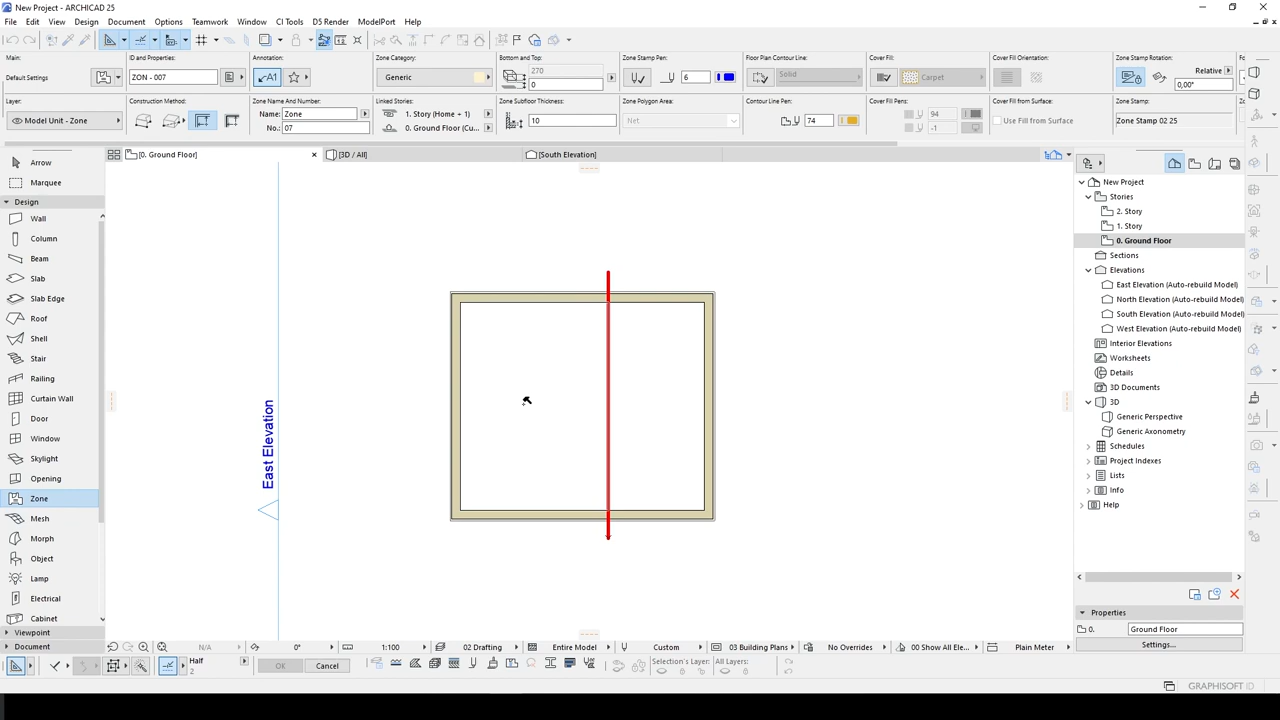 New Project - ARCHICAD 25
File Edit View Design Document Options Teamwork Window CI Tools D5 Render ModelPort Help
Main:
Default Settings
ID and Properties:
ZON - 007
Annotation:
A1
Zone Category:
Generic
Bottom and Top:
270
0
Zone Stamp Pen:
6
Floor Plan Contour Line:
Solid
Cover Fill:
Carpet
Cover Fill Orientation:
Zone Stamp Rotation:
Relative
0,00°
Layer:
Model Unit - Zone
Construction Method:
Zone Name And Number:
Name: Zone
No.: 07
Linked Stories:
1. Story (Home + 1)
0. Ground Floor (Cu...
Zone Subfloor Thickness:
10
Zone Polygon Area:
Net
Contour Line Pen:
74
Cover Fill Pens:
94
-1
Cover Fill from Surface:
Use Fill from Surface
Zone Stamp:
Zone Stamp 02 25
[0. Ground Floor]
[3D / All]
[South Elevation]
Arrow
Marquee
Design
Wall
Column
Beam
Slab
Slab Edge
Roof
Shell
Stair
Railing
Curtain Wall
Door
Window
Skylight
Opening
Zone
Mesh
Morph
Object
Lamp
Electrical
Cabinet
Viewpoint
Document
East Elevation
New Project
Stories
2. Story
1. Story
0. Ground Floor
Sections
Elevations
East Elevation (Auto-rebuild Model)
North Elevation (Auto-rebuild Model)
South Elevation (Auto-rebuild Model)
West Elevation (Auto-rebuild Model)
Interior Elevations
Worksheets
Details
3D Documents
3D
Generic Perspective
Generic Axonometry
Schedules
Project Indexes
Lists
Info
Help
Properties
0. Ground Floor
Settings...
N/A 0° 1:100 02 Drafting Entire Model Custom 03 Building Plans No Overrides 00 Show All Ele... Plain Meter
Half
2
OK Cancel
Selection's Layer:
All Layers:
GRAPHISOFT ID